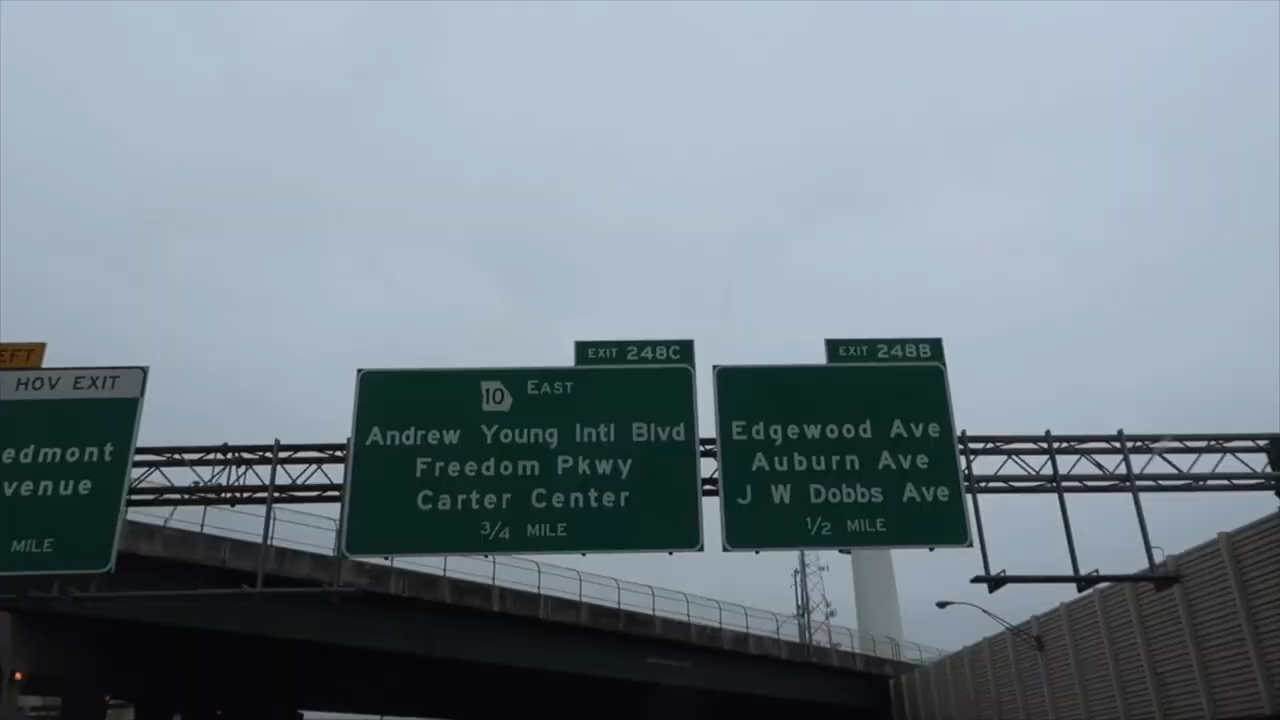 EFT
HOV EXIT
edmont
venue
MILE
EXIT 248C
10 EAST
Andrew Young Intl Blvd
Freedom Pkwy
Carter Center
3/4 MILE
EXIT 248B
Edgewood Ave
Auburn Ave
J W Dobbs Ave
1/2 MILE